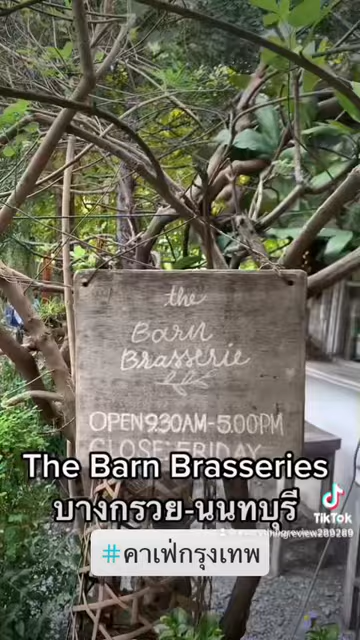 the
Barn
Brasserie
OPEN 9.30AM-5.00PM
CLOSE: FRIDAY
The Barn Brasseries
บางกรวย-นนทบุรี
TikTok
#คาเฟ่กรุงเทพ